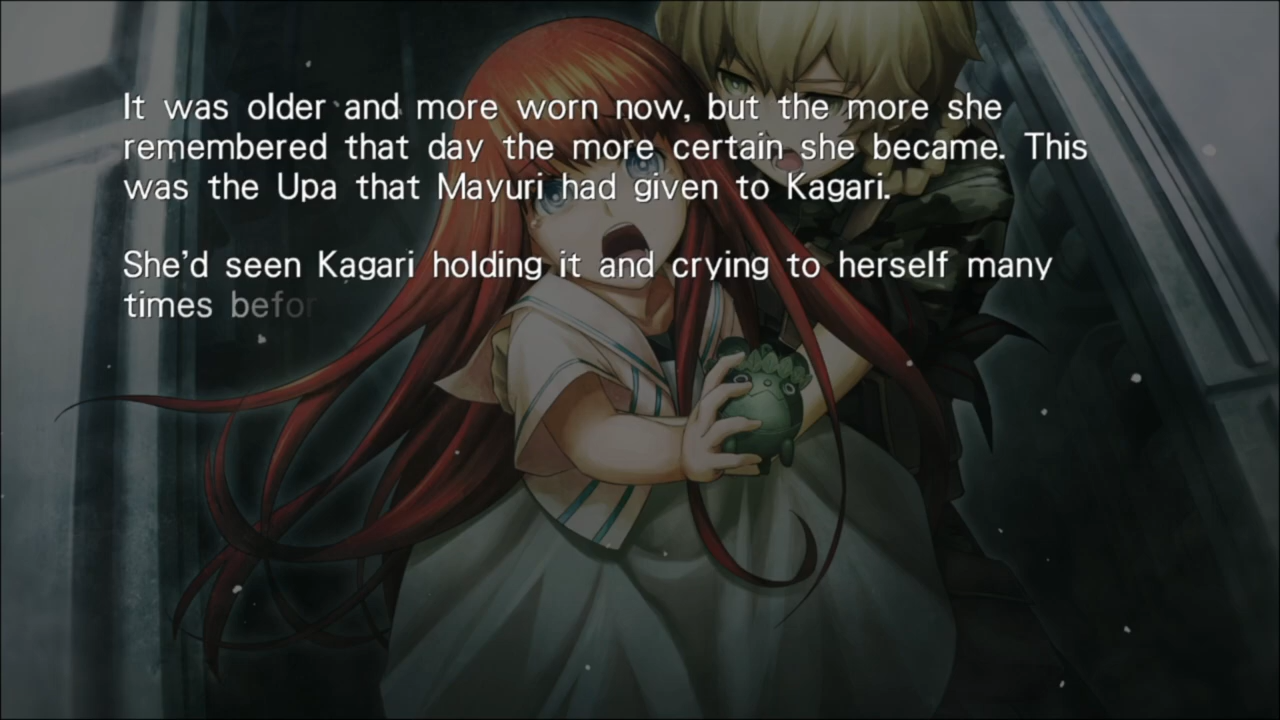 It was older and more worn now, but the more she
remembered that day the more certain she became. This
was the Upa that Mayuri had given to Kagari.
She'd seen Kagari holding it and crying to herself many
times befor